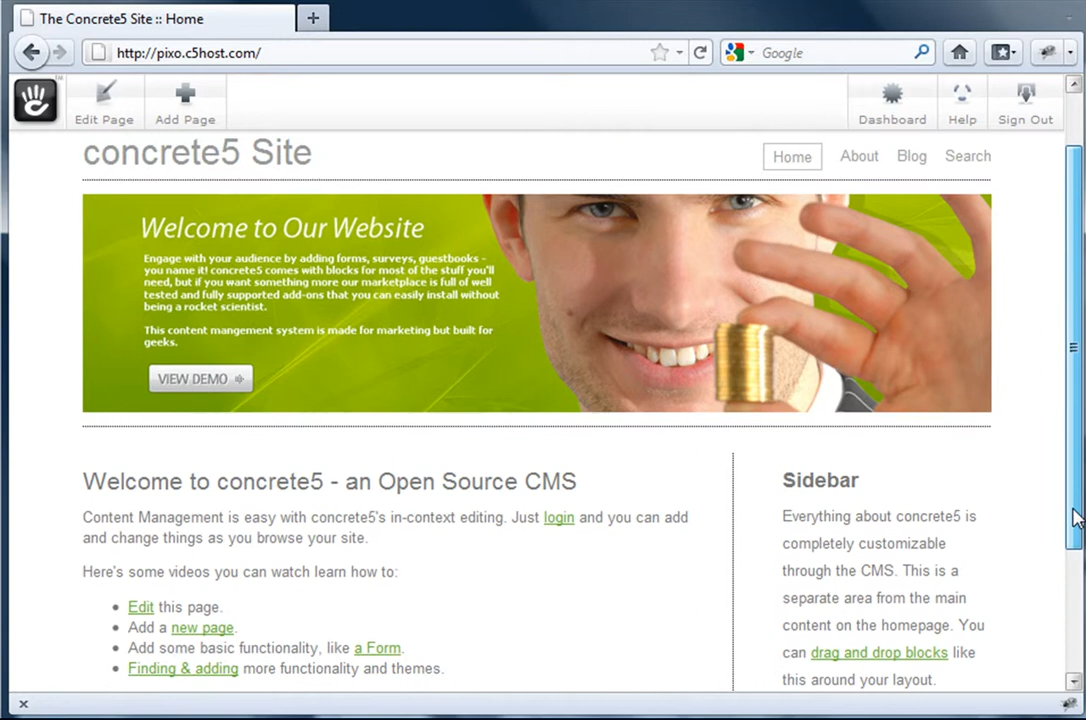 The Concrete5 Site :: Home
http://pixo.c5host.com/
Google
Edit Page
Add Page
Dashboard
Help
Sign Out
concrete5 Site
Home
About
Blog
Search
Welcome to Our Website
Engage with your audience by adding forms, surveys, guestbooks -
you name it! concrete5 comes with blocks for most of the stuff you'll
need, but if you want something more our marketplace is full of well
tested and fully supported add-ons that you can easily install without
being a rocket scientist.
This content mangement system is made for marketing but built for
geeks.
VIEW DEMO
Welcome to concrete5 - an Open Source CMS
Content Management is easy with concrete5's in-context editing. Just login and you can add
and change things as you browse your site.
Here's some videos you can watch learn how to:
Edit this page.
Add a new page.
Add some basic functionality, like a Form.
Finding & adding more functionality and themes.
Sidebar
Everything about concrete5 is
completely customizable
through the CMS. This is a
separate area from the main
content on the homepage. You
can drag and drop blocks like
this around your layout.